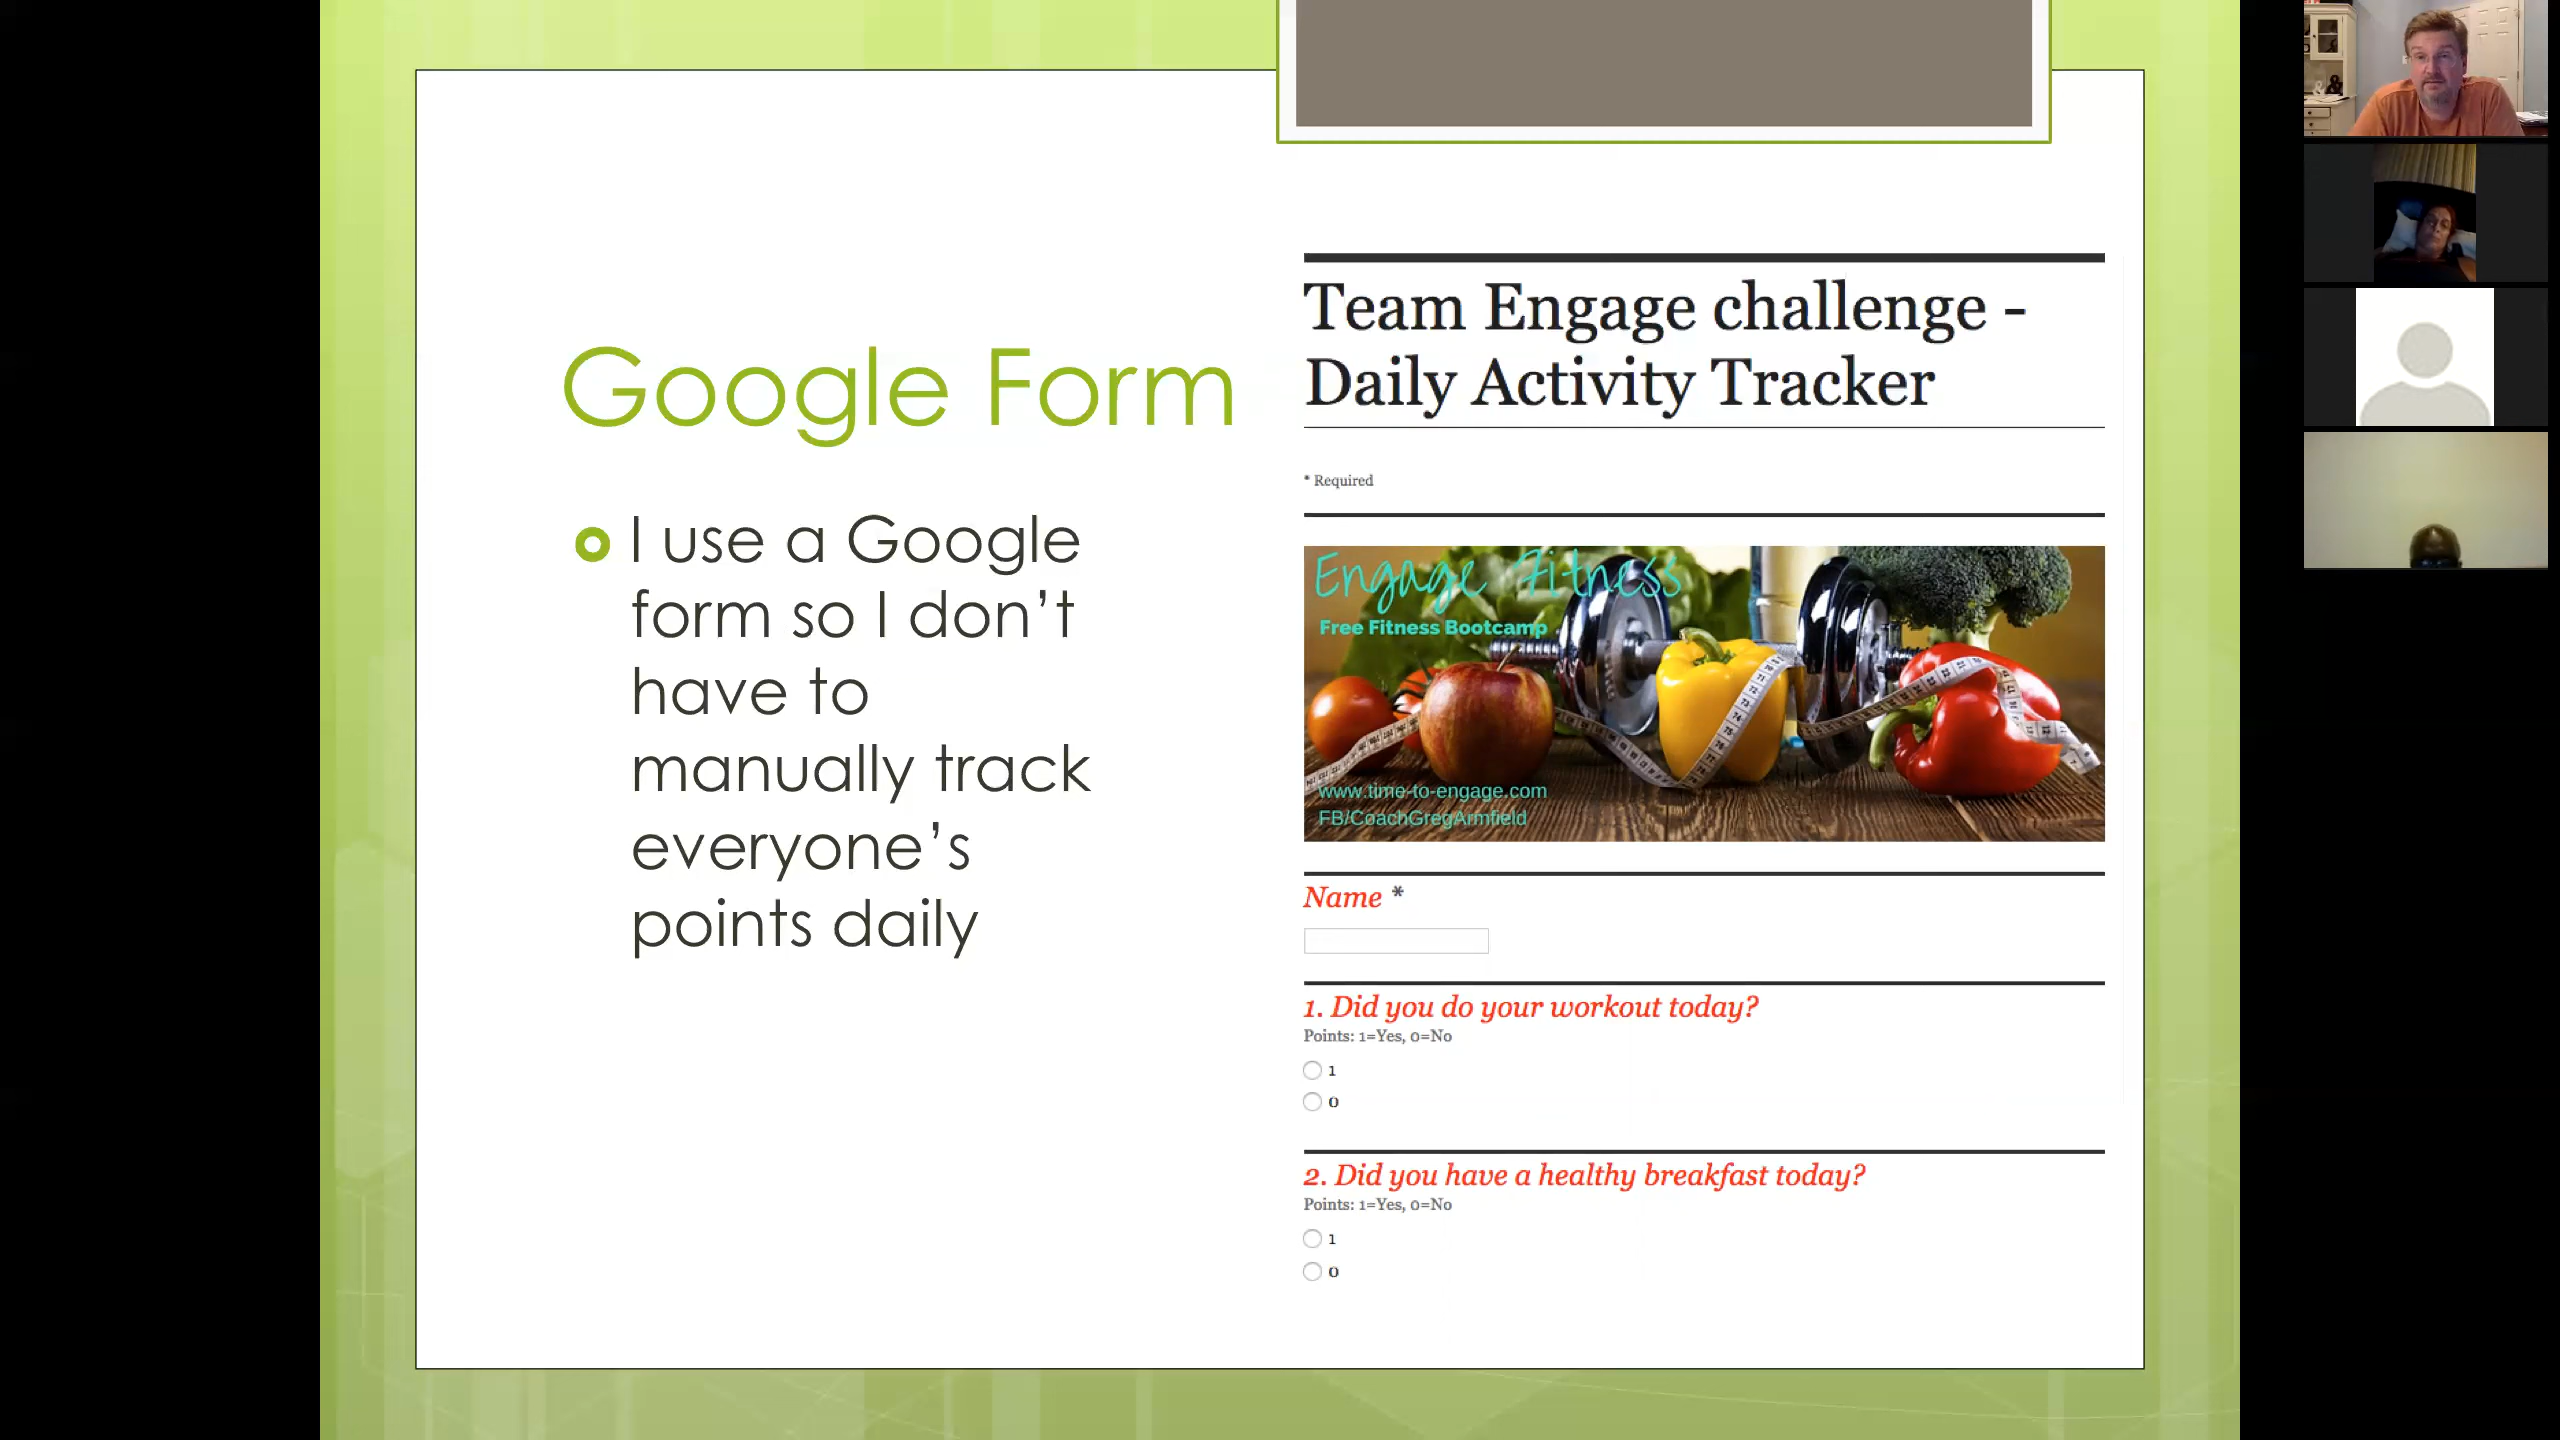 Google Form
I use a Google
form so I don’t
have to
manually track
everyone’s
points daily
Team Engage challenge -
Daily Activity Tracker
* Required
Engage Fitness
Free Fitness Bootcamp
www.time-to-engage.com
FB/CoachGregArmfield
Name *
1. Did you do your workout today?
Points: 1=Yes, 0=No
1
0
2. Did you have a healthy breakfast today?
Points: 1=Yes, 0=No
1
0